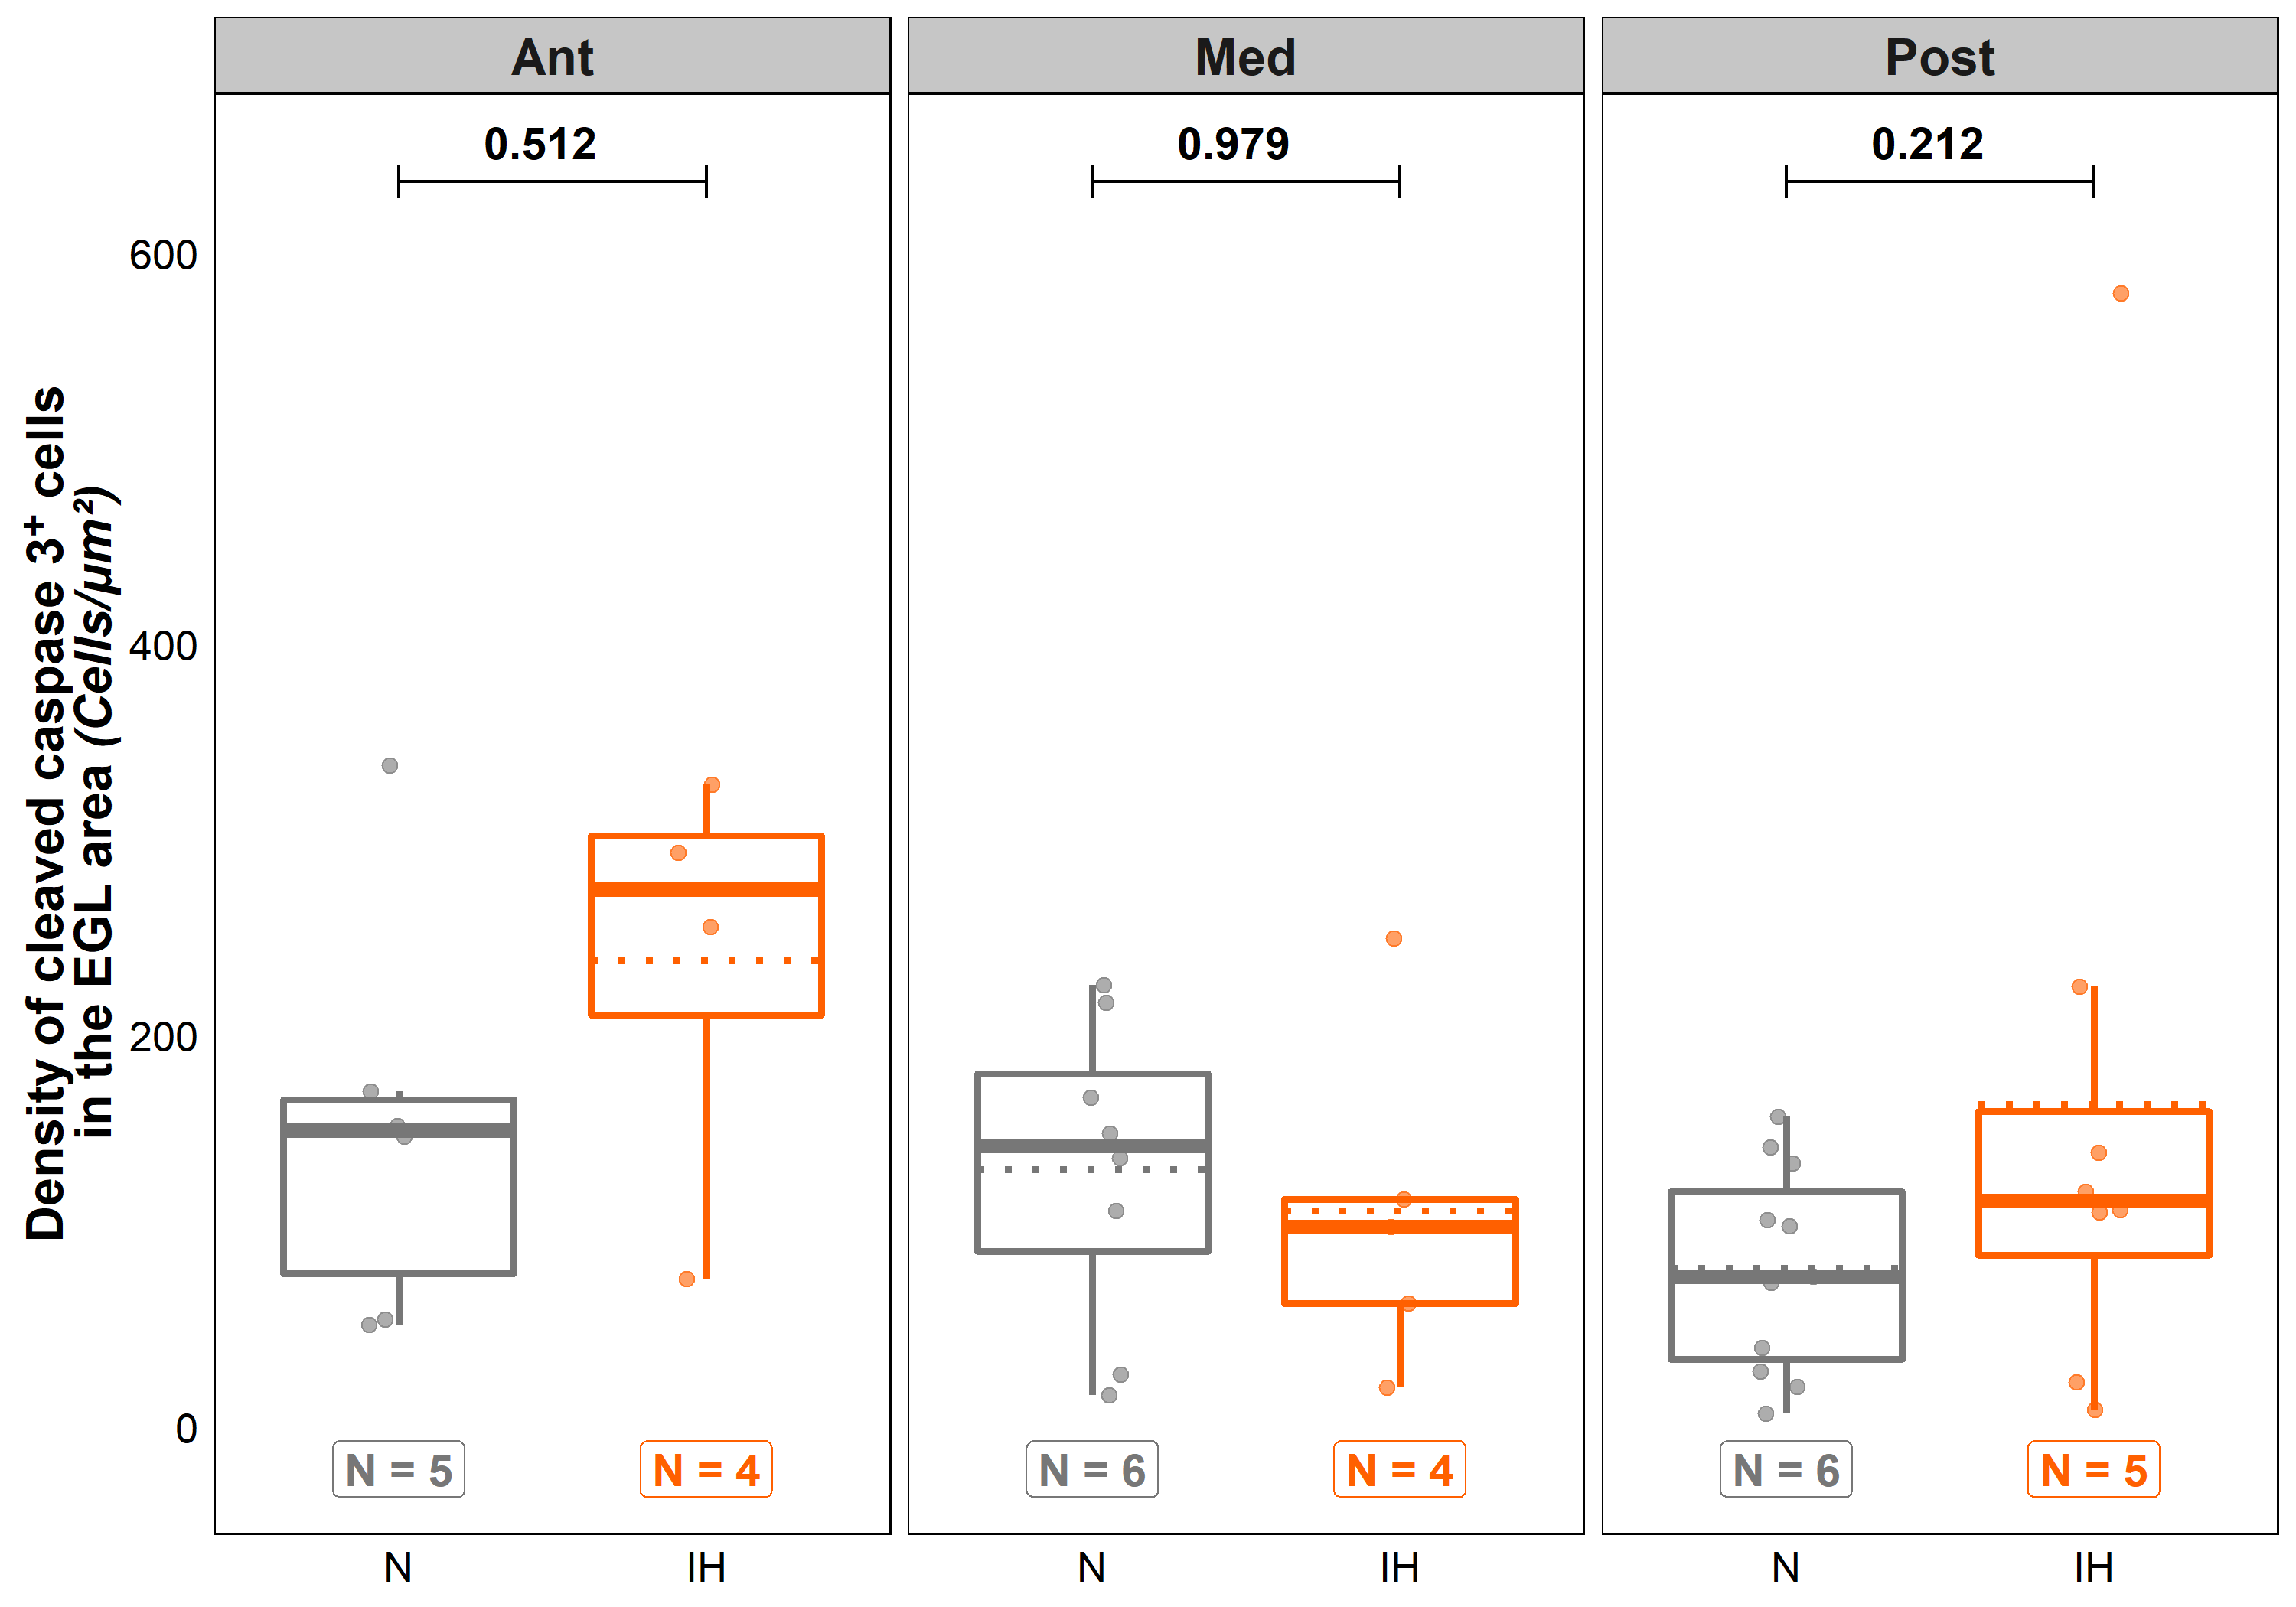 Ant
Med
Post
0.512
0.979
0.212
Density of cleaved caspase 3⁺ cells
in the EGL area (Cells/µm²)
600
400
200
0
N = 5
N = 4
N = 6
N = 4
N = 6
N = 5
N
IH
N
IH
N
IH